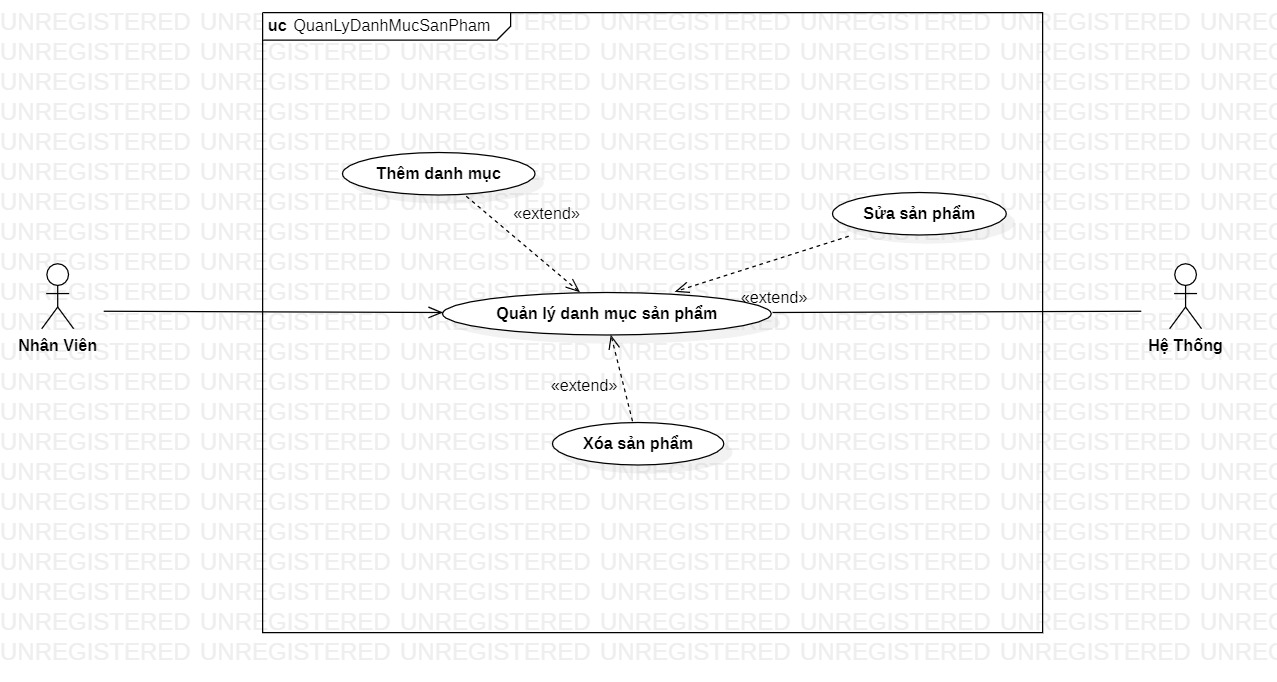 uc QuanLyDanhMucSanPham
Thêm danh mục
«extend»
Sửa sản phẩm
«extend»
Quản lý danh mục sản phẩm
Nhân Viên
Hệ Thống
«extend»
Xóa sản phẩm
UNREGISTERED